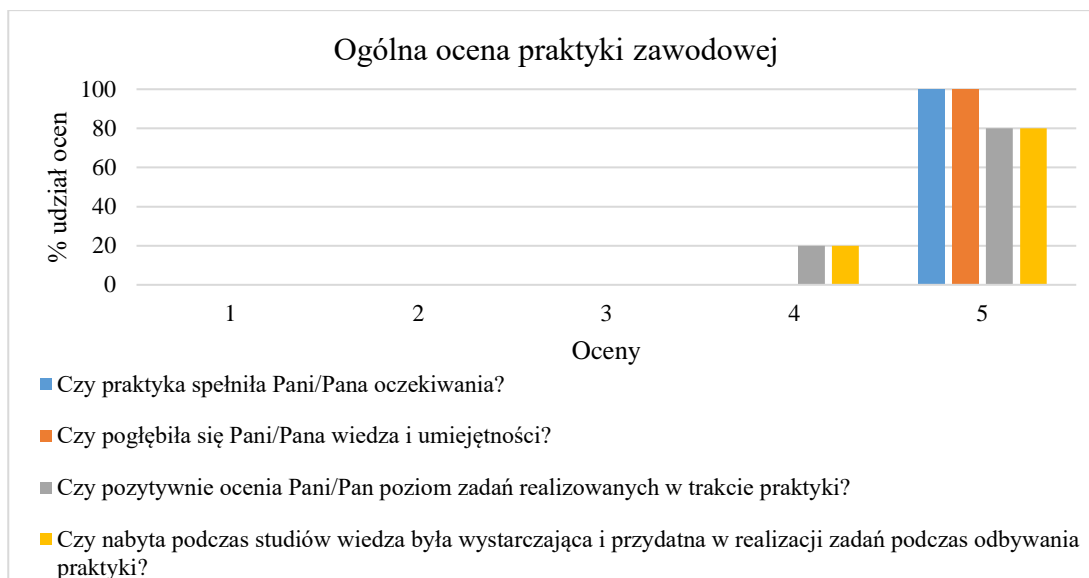 Ogólna ocena praktyki zawodowej
100
80
60
40
20
0
% udział ocen
1 2 3 4 5
Oceny
Czy praktyka spełniła Pani/Pana oczekiwania?
Czy pogłębiła się Pani/Pana wiedza i umiejętności?
Czy pozytywnie ocenia Pani/Pan poziom zadań realizowanych w trakcie praktyki?
Czy nabyta podczas studiów wiedza była wystarczająca i przydatna w realizacji zadań podczas odbywania
praktyki?